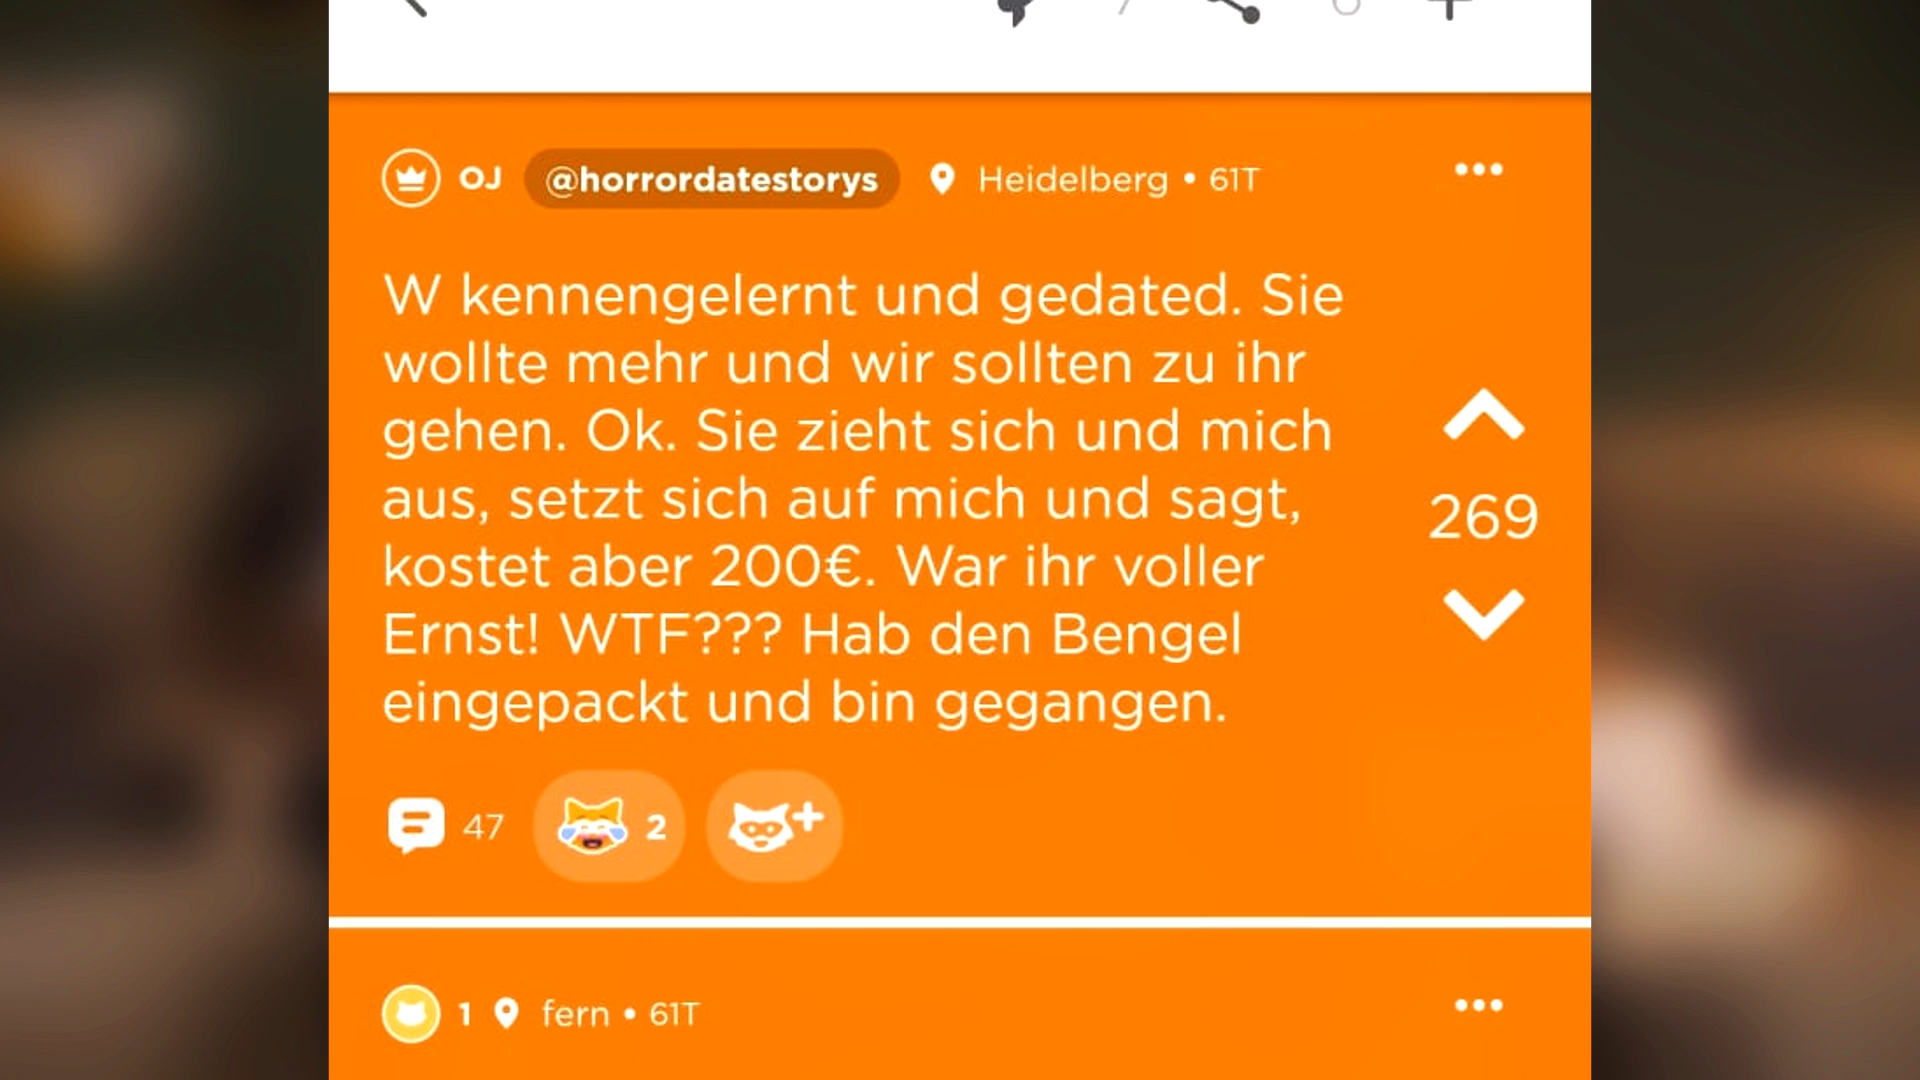 OJ @horrordatestorys Heidelberg • 61T
W kennengelernt und gedated. Sie
wollte mehr und wir sollten zu ihr
gehen. Ok. Sie zieht sich und mich
aus, setzt sich auf mich und sagt,
kostet aber 200€. War ihr voller
Ernst! WTF??? Hab den Bengel
eingepackt und bin gegangen.
269
47 2
1 fern • 61T